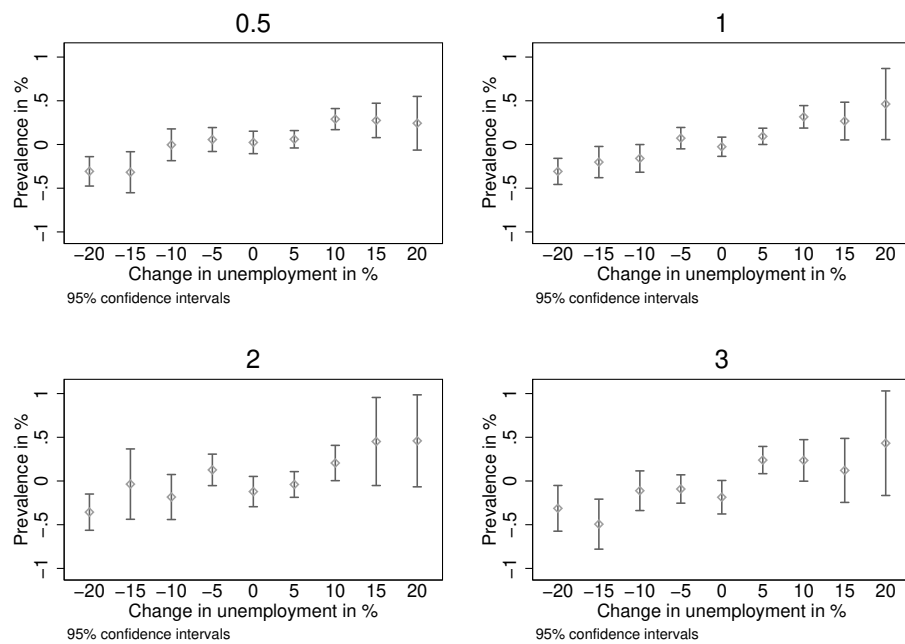 0.5
Prevalence in %
1
.5
0
−.5
−1
−20 −15 −10 −5 0 5 10 15 20
Change in unemployment in %
95% confidence intervals
1
Prevalence in %
1
.5
0
−.5
−1
−20 −15 −10 −5 0 5 10 15 20
Change in unemployment in %
95% confidence intervals
2
Prevalence in %
1
.5
0
−.5
−1
−20 −15 −10 −5 0 5 10 15 20
Change in unemployment in %
95% confidence intervals
3
Prevalence in %
1
.5
0
−.5
−1
−20 −15 −10 −5 0 5 10 15 20
Change in unemployment in %
95% confidence intervals